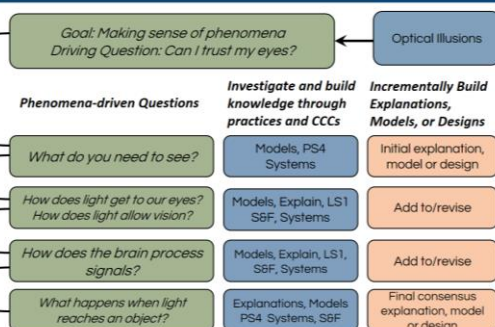 Goal: Making sense of phenomena
Driving Question: Can I trust my eyes?
Optical Illusions
Phenomena-driven Questions
Investigate and build
knowledge through
practices and CCCs
Incrementally Build
Explanations,
Models, or Designs
What do you need to see?
Models, PS4
Systems
Initial explanation,
model or design
How does light get to our eyes?
How does light allow vision?
Models, Explain, LS1
S&F, Systems
Add to/revise
How does the brain process
signals?
Models, Explain, LS1,
S&F, Systems
Add to/revise
What happens when light
reaches an object?
Explanations, Models
PS4 Systems, S&F
Final consensus
explanation, model
or design